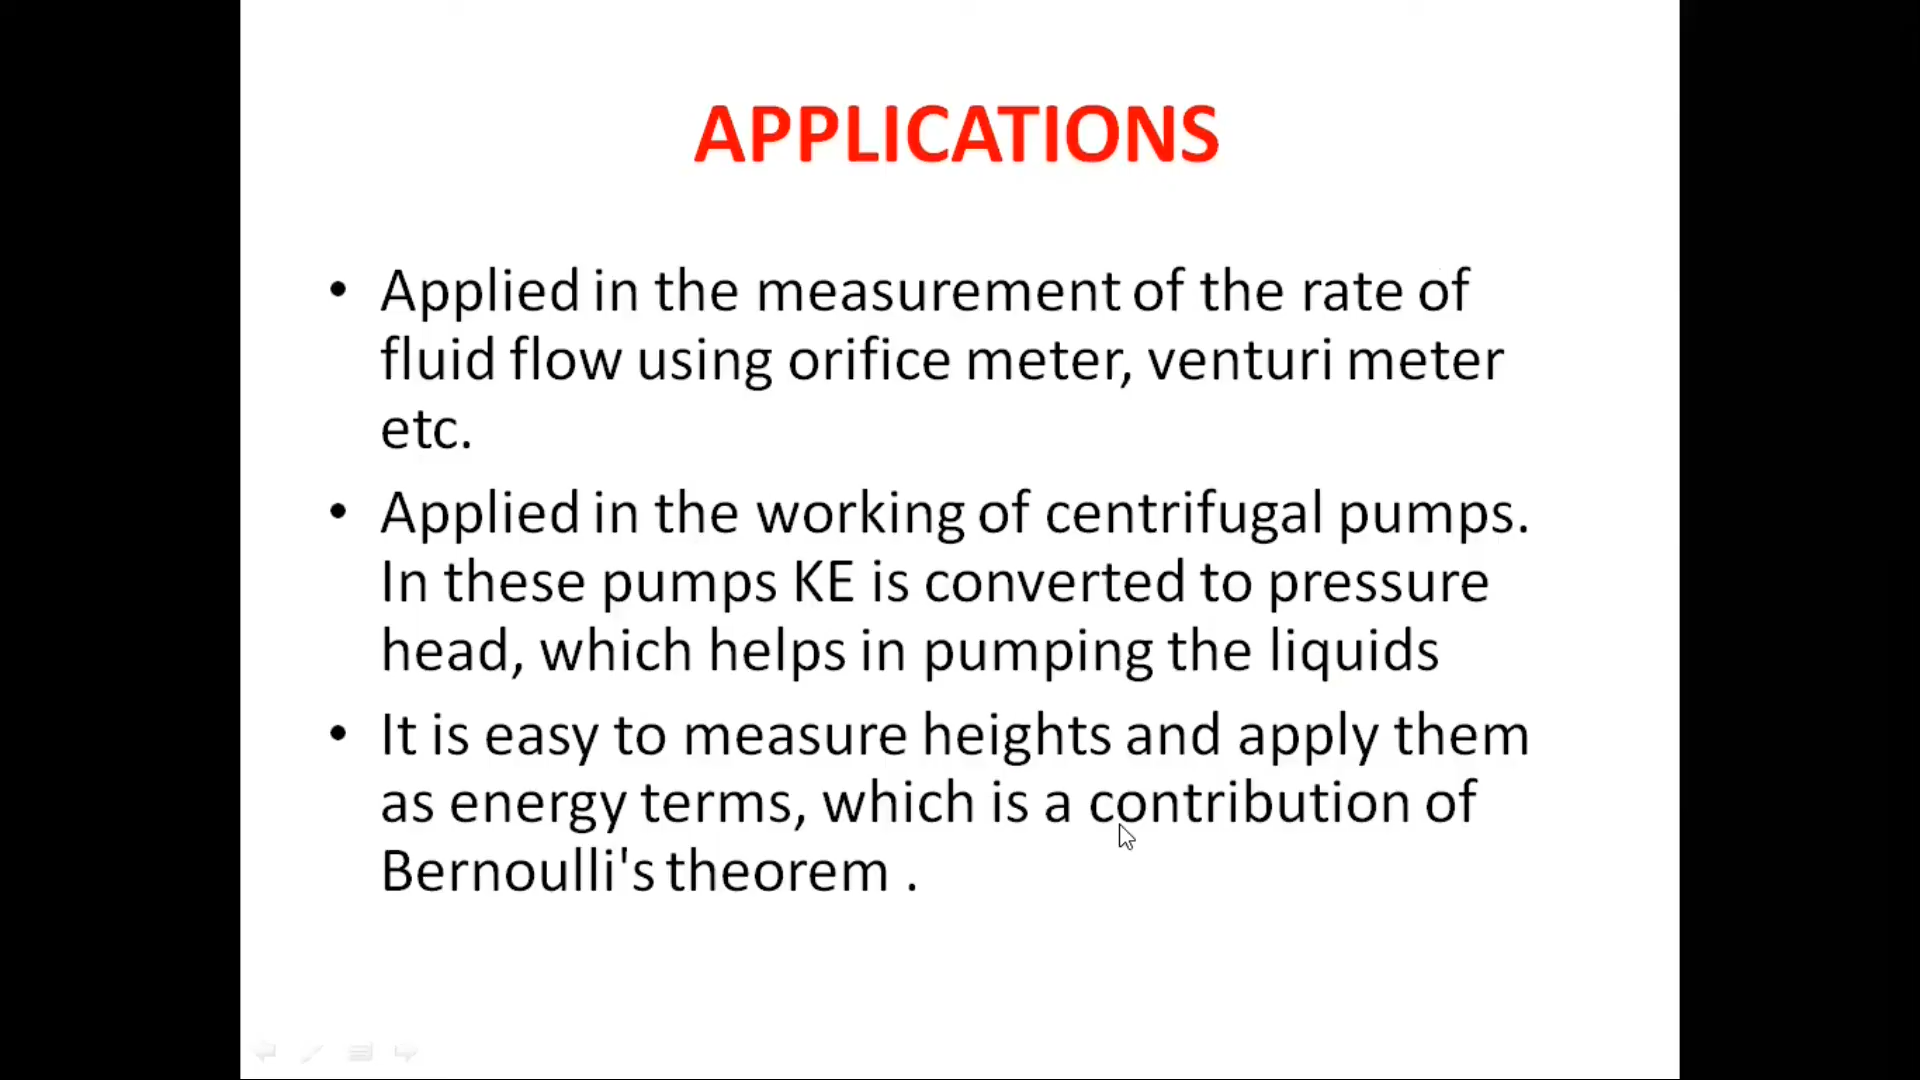 APPLICATIONS
• Applied in the measurement of the rate of
fluid flow using orifice meter, venturi meter
etc.
• Applied in the working of centrifugal pumps.
In these pumps KE is converted to pressure
head, which helps in pumping the liquids
• It is easy to measure heights and apply them
as energy terms, which is a contribution of
Bernoulli's theorem .